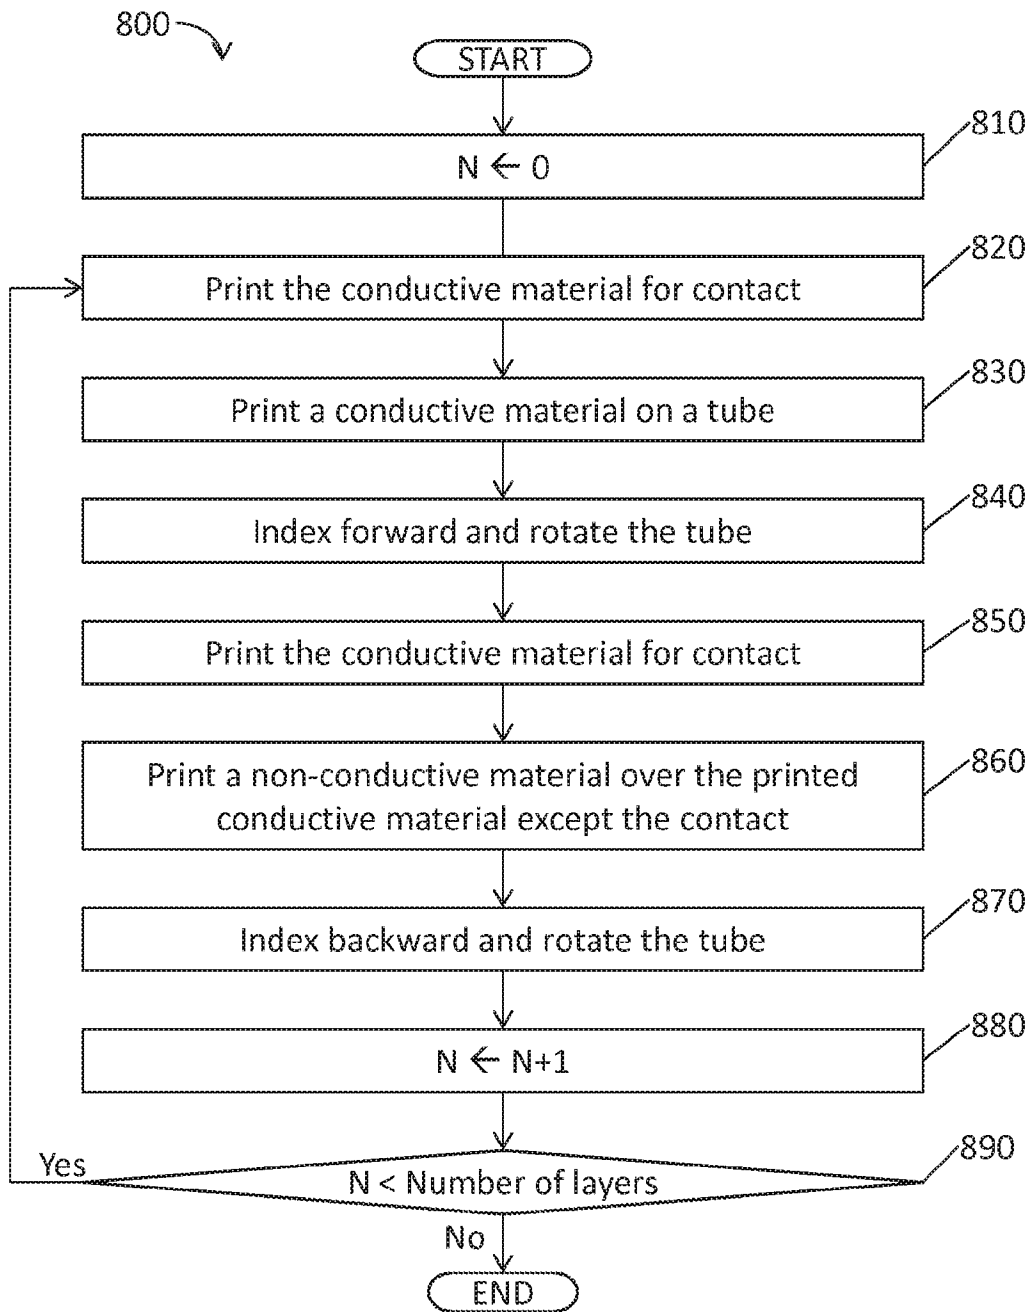 800
START
810
N ← 0
820
Print the conductive material for contact
830
Print a conductive material on a tube
840
Index forward and rotate the tube
850
Print the conductive material for contact
860
Print a non-conductive material over the printed
conductive material except the contact
870
Index backward and rotate the tube
880
N ← N+1
890
Yes
N < Number of layers
No
END